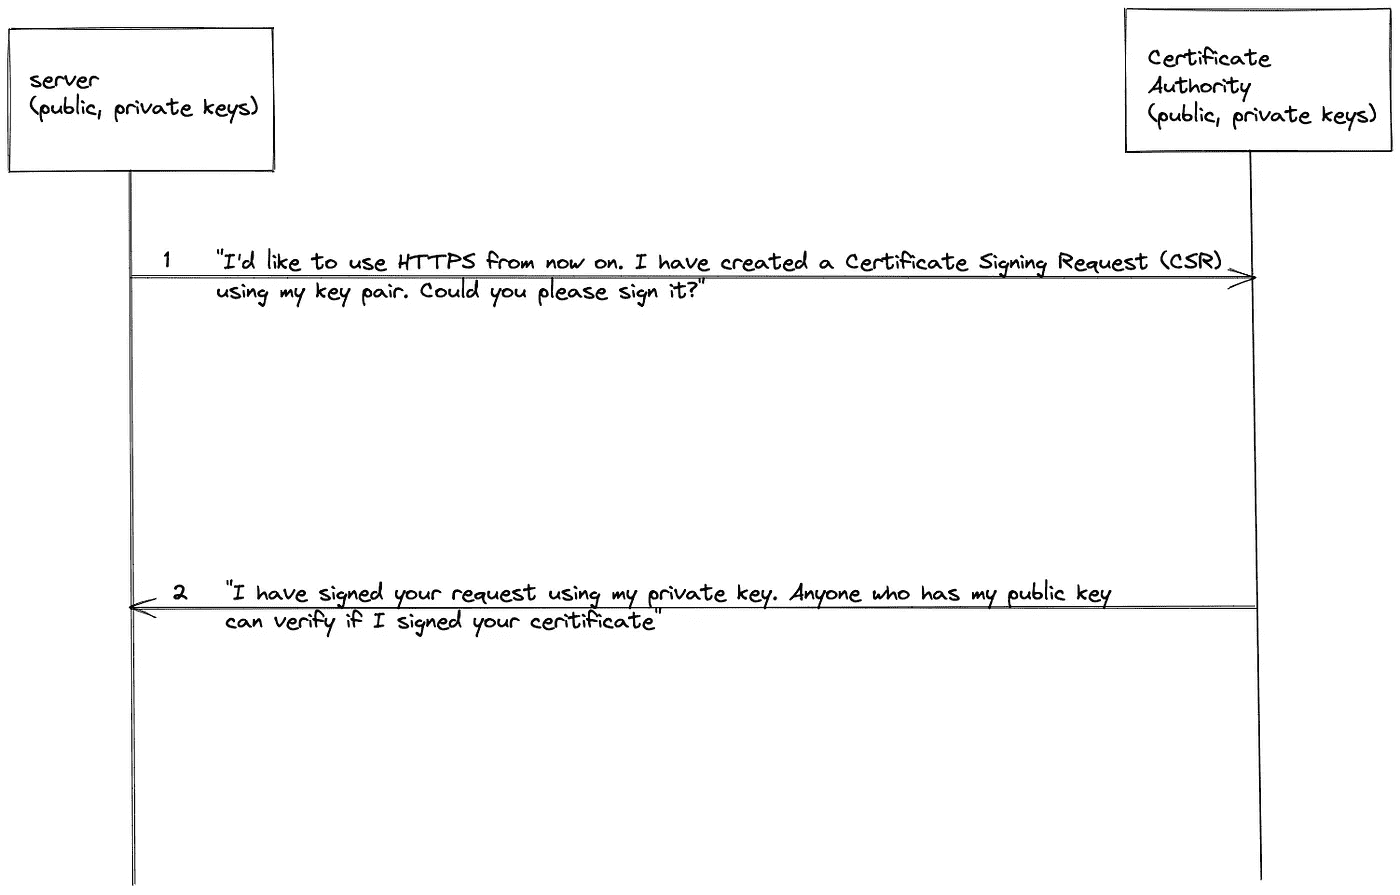 server
(public, private keys)
Certificate
Authority
(public, private keys)
1 "I'd like to use HTTPS from now on. I have created a Certificate Signing Request (CSR)
using my key pair. Could you please sign it?"
2 "I have signed your request using my private key. Anyone who has my public key
can verify if I signed your ceritificate"